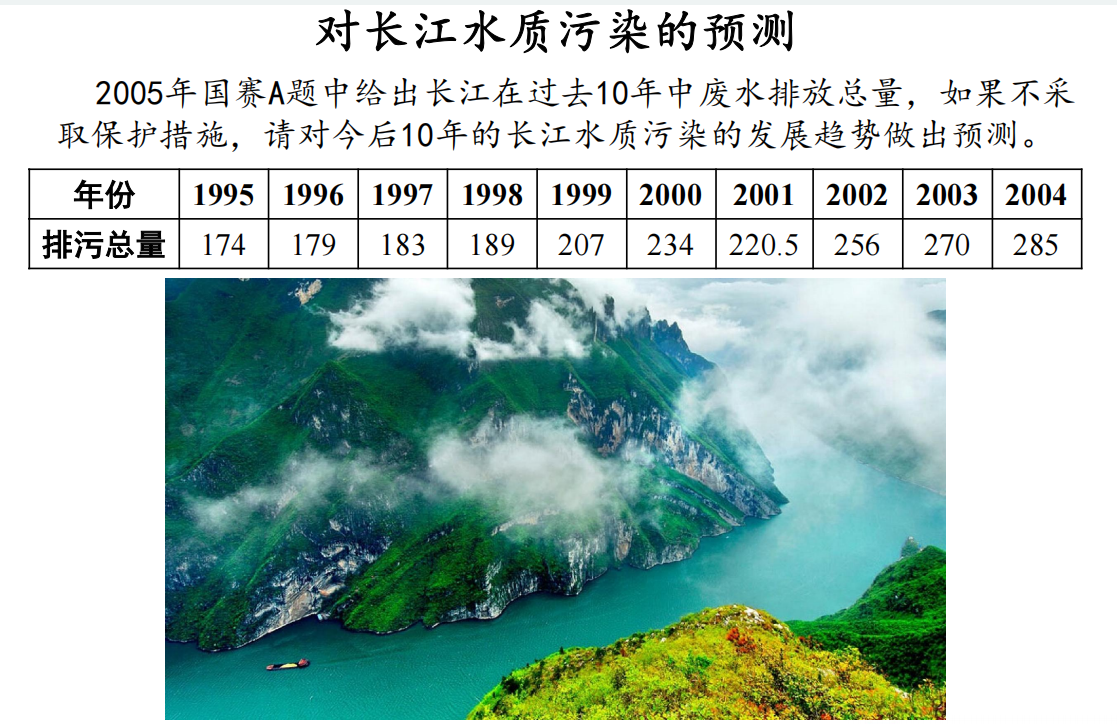 对长江水质污染的预测
2005年国赛A题中给出长江在过去10年中废水排放总量，如果不采
取保护措施，请对今后10年的长江水质污染的发展趋势做出预测。
年份 1995 1996 1997 1998 1999 2000 2001 2002 2003 2004
排污总量 174 179 183 189 207 234 220.5 256 270 285